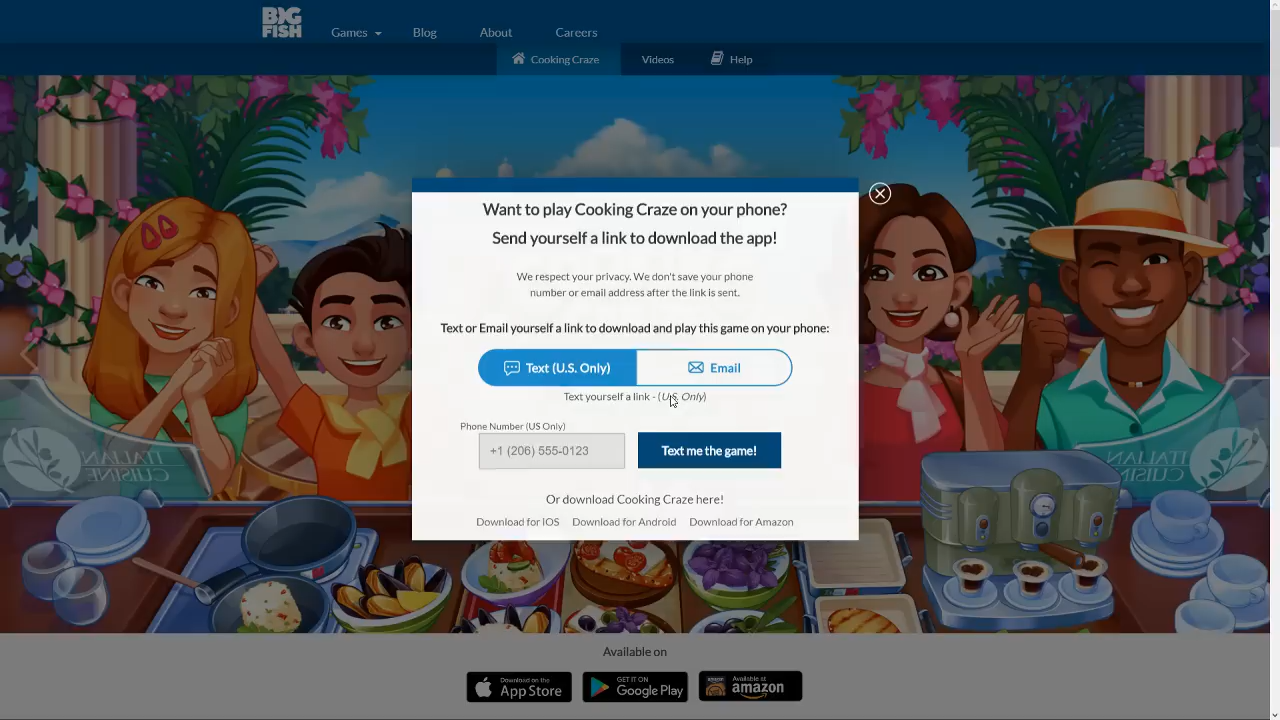 BIG FISH
Games
Blog
About
Careers
Cooking Craze
Videos
Help
Want to play Cooking Craze on your phone?
Send yourself a link to download the app!
We respect your privacy. We don't save your phone
number or email address after the link is sent.
Text or Email yourself a link to download and play this game on your phone:
Text (U.S. Only)
Email
Text yourself a link - (U.S. Only)
Phone Number (US Only)
+1 (206) 555-0123
Text me the game!
Or download Cooking Craze here!
Download for iOS
Download for Android
Download for Amazon
ITALIAN
CUISINE
ITALIAN
CUISINE
Available on
Download on the
App Store
GET IT ON
Google Play
Available at
amazon